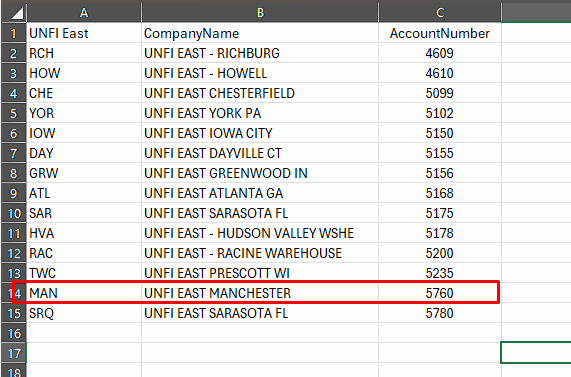 A B C
1 UNFI East CompanyName AccountNumber
2 RCH UNFI EAST - RICHBURG 4609
3 HOW UNFI EAST - HOWELL 4610
4 CHE UNFI EAST CHESTERFIELD 5099
5 YOR UNFI EAST YORK PA 5102
6 IOW UNFI EAST IOWA CITY 5150
7 DAY UNFI EAST DAYVILLE CT 5155
8 GRW UNFI EAST GREENWOOD IN 5156
9 ATL UNFI EAST ATLANTA GA 5168
10 SAR UNFI EAST SARASOTA FL 5175
11 HVA UNFI EAST - HUDSON VALLEY WSHE 5178
12 RAC UNFI EAST - RACINE WAREHOUSE 5200
13 TWC UNFI EAST PRESCOTT WI 5235
14 MAN UNFI EAST MANCHESTER 5760
15 SRQ UNFI EAST SARASOTA FL 5780
16
17
18